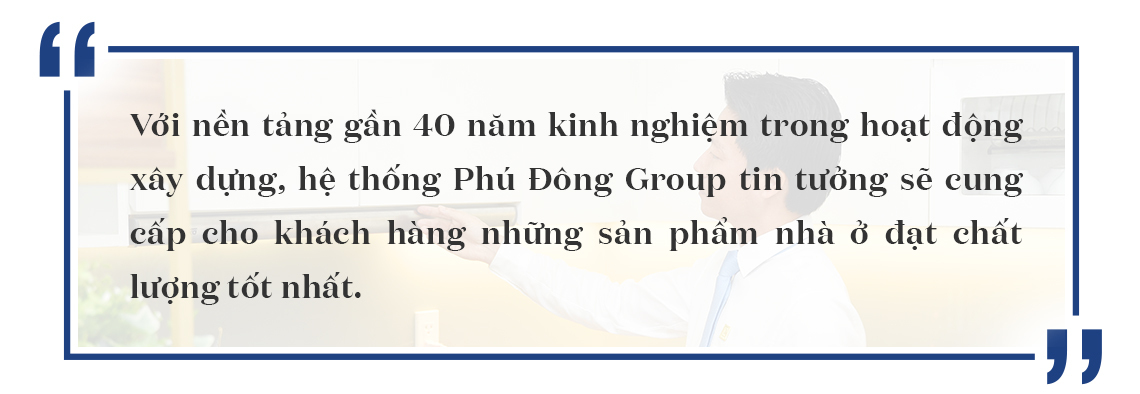 Với nền tảng gần 40 năm kinh nghiệm trong hoạt động
xây dựng, hệ thống Phú Đông Group tin tưởng sẽ cung
cấp cho khách hàng những sản phẩm nhà ở đạt chất
lượng tốt nhất.